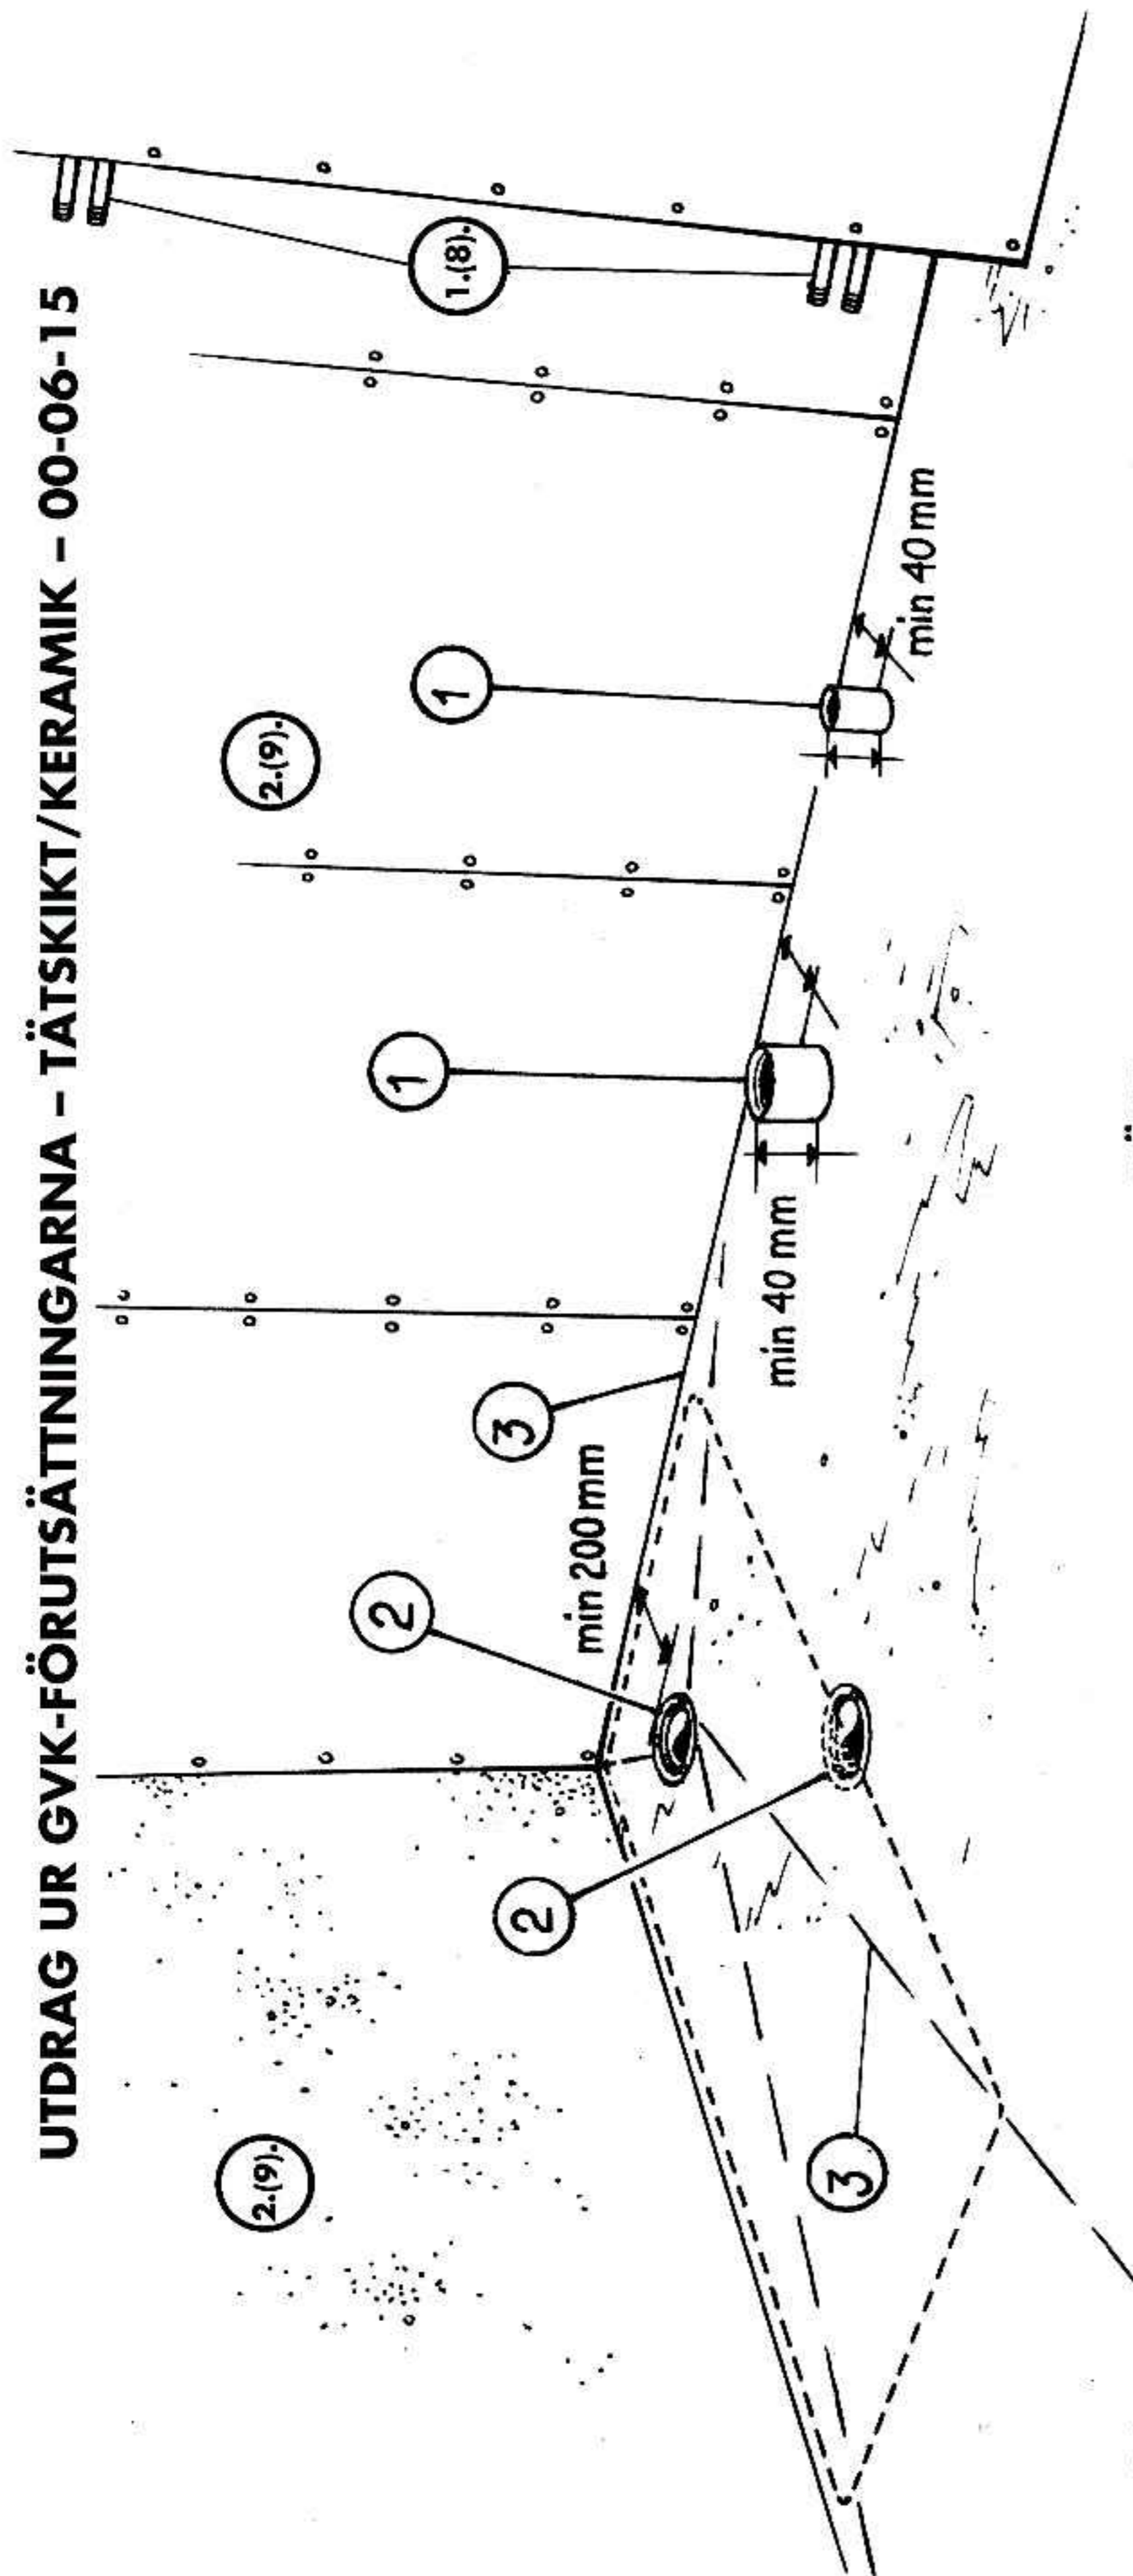 UTDRAG UR GVK-FÖRUTSÄTTNINGARNA – TÄTSKIKT/KERAMIK – 00-06-15
2.(9).
2.(9).
1.(8).
2
2
min 200 mm
3
3
1
min 40 mm
1
min 40 mm